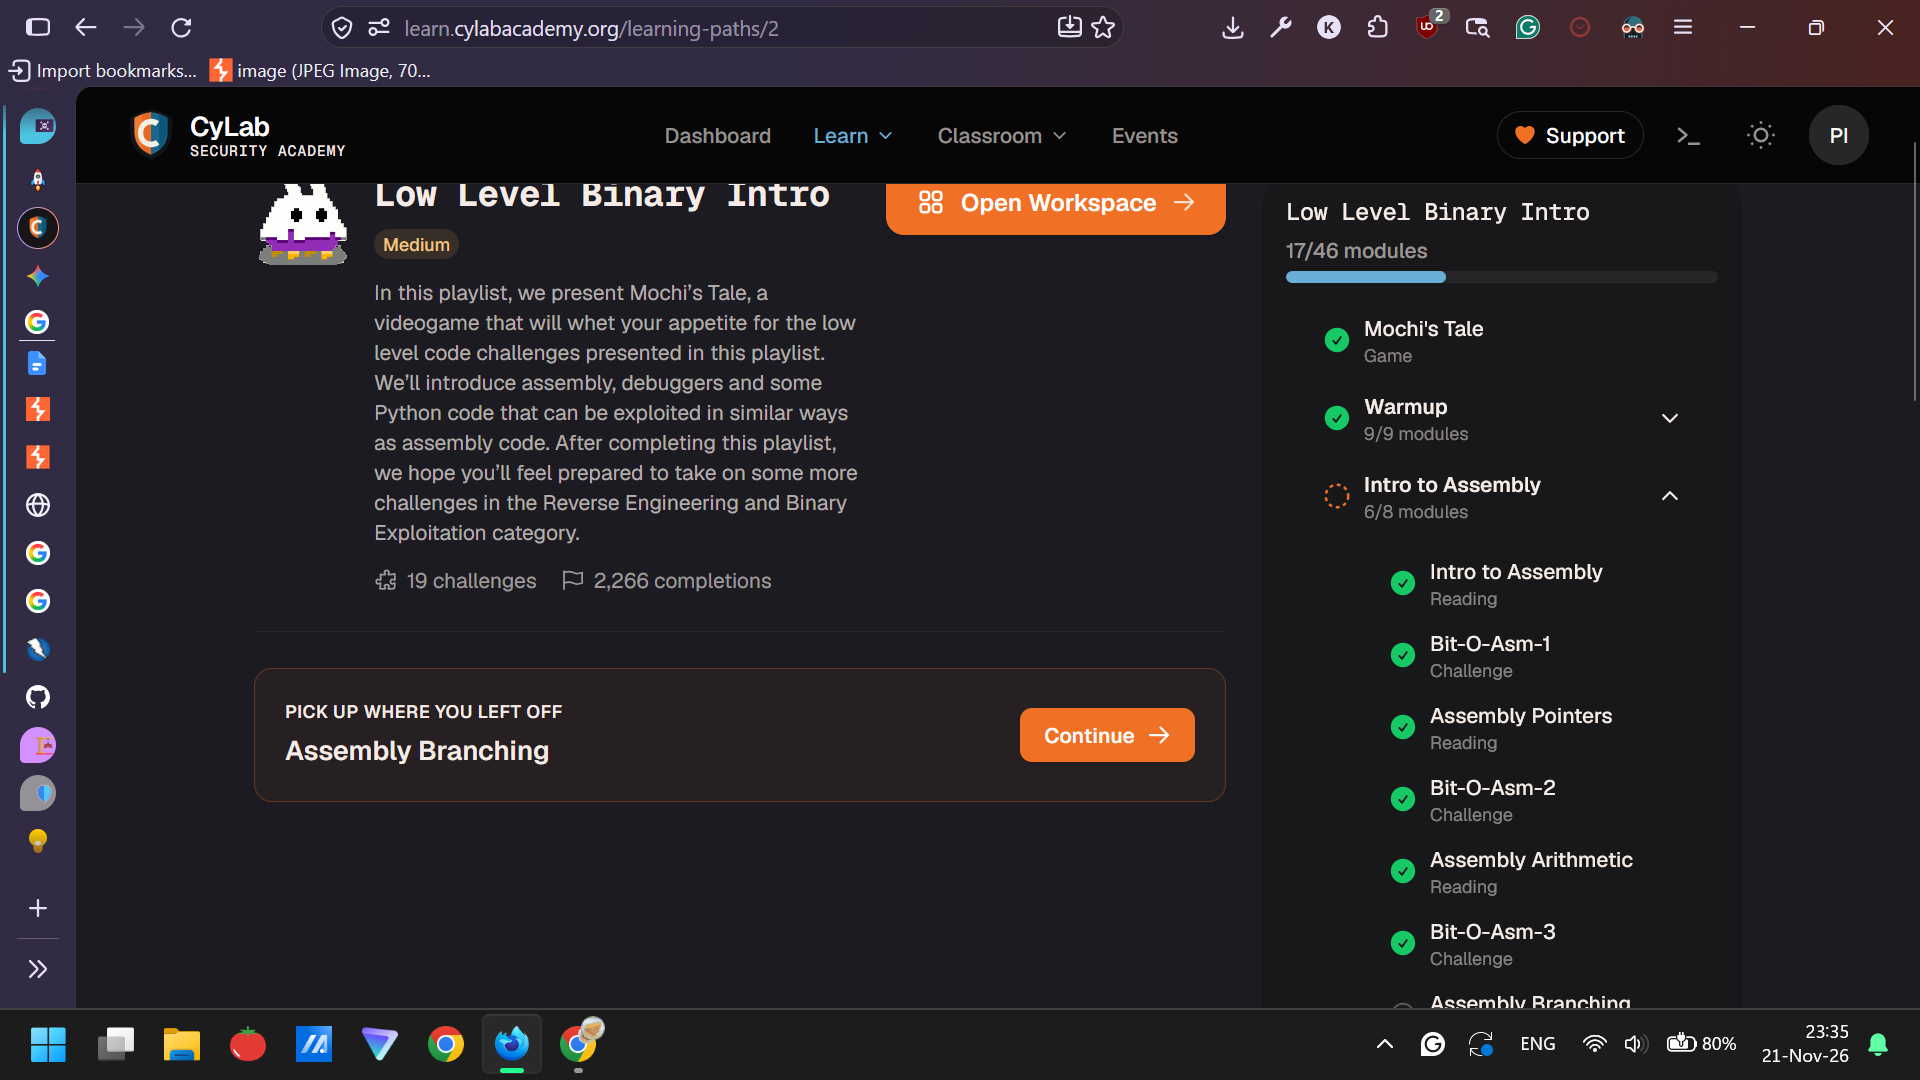 learn.cylabacademy.org/learning-paths/2
K
2
Import bookmarks...
image (JPEG Image, 70...
CyLab
SECURITY ACADEMY
Dashboard
Learn
Classroom
Events
Support
PI
Low Level Binary Intro
Medium
In this playlist, we present Mochi’s Tale, a
videogame that will whet your appetite for the low
level code challenges presented in this playlist.
We’ll introduce assembly, debuggers and some
Python code that can be exploited in similar ways
as assembly code. After completing this playlist,
we hope you’ll feel prepared to take on some more
challenges in the Reverse Engineering and Binary
Exploitation category.
19 challenges
2,266 completions
Open Workspace
PICK UP WHERE YOU LEFT OFF
Assembly Branching
Continue
Low Level Binary Intro
17/46 modules
Mochi's Tale
Game
Warmup
9/9 modules
Intro to Assembly
6/8 modules
Intro to Assembly
Reading
Bit-O-Asm-1
Challenge
Assembly Pointers
Reading
Bit-O-Asm-2
Challenge
Assembly Arithmetic
Reading
Bit-O-Asm-3
Challenge
Assembly Branching
ENG
80%
23:35
21-Nov-26